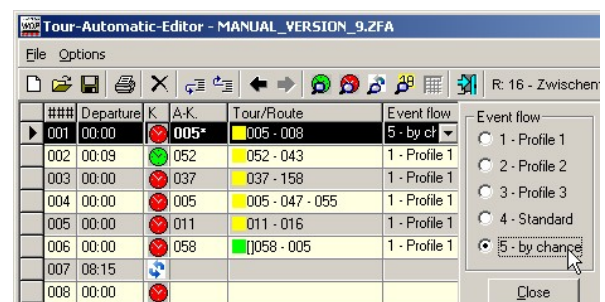 Tour-Automatic-Editor - MANUAL_VERSION_9.ZFA
File Options
R: 16 - Zwischen
### Departure K A-K. Tour/Route Event flow
001 00:00 005* 005 - 008 5 - by ch
002 00:09 052 052 - 043 1 - Profile 1
003 00:00 037 037 - 158 1 - Profile 1
004 00:00 005 005 - 047 - 055 1 - Profile 1
005 00:00 011 011 - 016 1 - Profile 1
006 00:00 058 []058 - 005 1 - Profile 1
007 08:15
008 00:00
Event flow
1 - Profile 1
2 - Profile 2
3 - Profile 3
4 - Standard
5 - by chance
Close